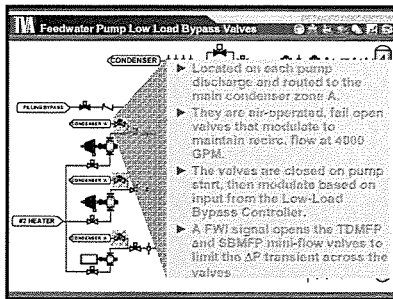 TVA Feedwater Pump Low Load Bypass Valves
CONDENSER
► Located on each pump
discharge and routed to the
main condenser zone A.
FILLING BYPASS
► They are air-operated, fail open
valves that modulate to
maintain recirc. flow at 4000
GPM.
CONDENSER 'A'
► The valves are closed on pump
start, then modulate based on
input from the Low-Load
Bypass Controller.
CONDENSER 'A'
#2 HEATER
► A FWI signal opens the TDMFP
and SBMFP mini-flow valves to
limit the ΔP transient across the
valves
CONDENSER 'A'